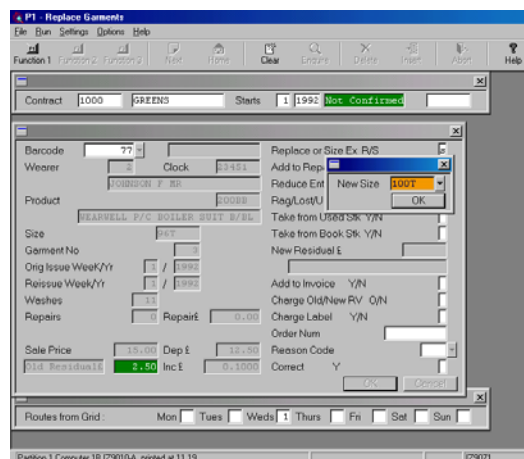 P1 - Replace Garments
File Run Settings Options Help
Function 1 Function 2 Function 3 Next Home Clear Enquire Delete Insert Abort Help
Contract 1000 GREENS Starts 1 1992 Not Confirmed
Barcode 77 Replace or Size Ex R/S
Wearer 2 Clock 23451 Add to Repl
JOHNSON F MR Reduce Ent
New Size 100T
OK
Product 200BB Rag/Lost/U
WEARWELL P/C BOILER SUIT B/BL Take from Used Stk Y/N
Size 96T Take from Book Stk Y/N
Garment No 3 New Residual £
Orig Issue Week/Yr 1 / 1992
Reissue Week/Yr 1 / 1992 Add to Invoice Y/N
Washes 11 Charge Old/New RV O/N
Repairs 0 Repair£ 0.00 Charge Label Y/N
Order Num
Sale Price 15.00 Dep £ 12.50 Reason Code
Old Residual£ 2.50 Inc £ 0.1000 Correct Y
OK Cancel
Routes from Grid : Mon Tues Weds 1 Thurs Fri Sat Sun